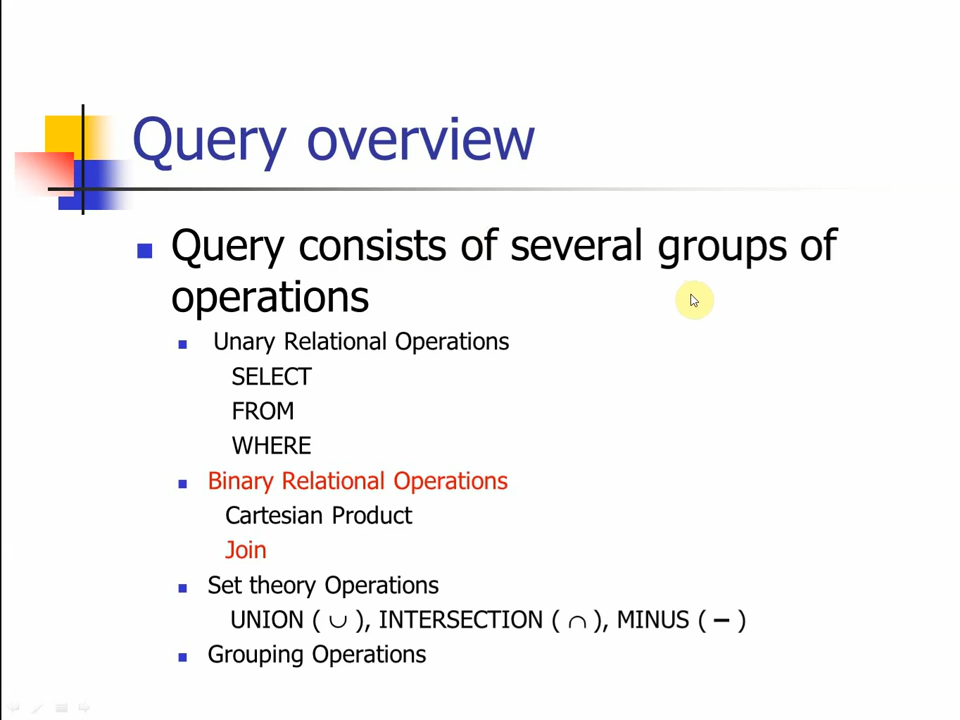 Query overview
Query consists of several groups of
operations
Unary Relational Operations
SELECT
FROM
WHERE
Binary Relational Operations
Cartesian Product
Join
Set theory Operations
UNION ( ∪ ), INTERSECTION ( ∩ ), MINUS ( − )
Grouping Operations